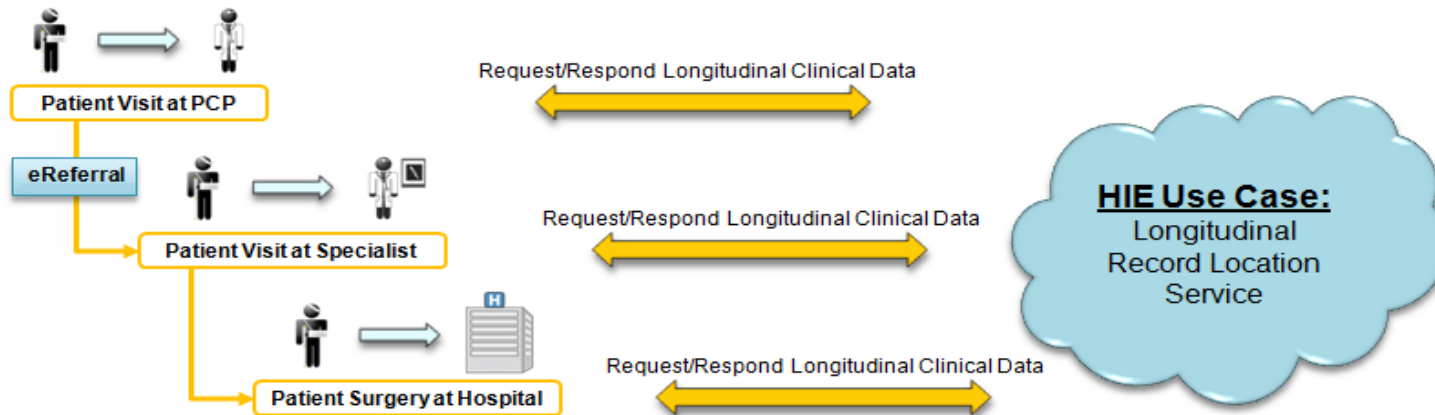 Request/Respond Longitudinal Clinical Data
Patient Visit at PCP
eReferral
HIE Use Case:
Longitudinal
Record Location
Service
Request/Respond Longitudinal Clinical Data
Patient Visit at Specialist
H
Request/Respond Longitudinal Clinical Data
Patient Surgery at Hospital